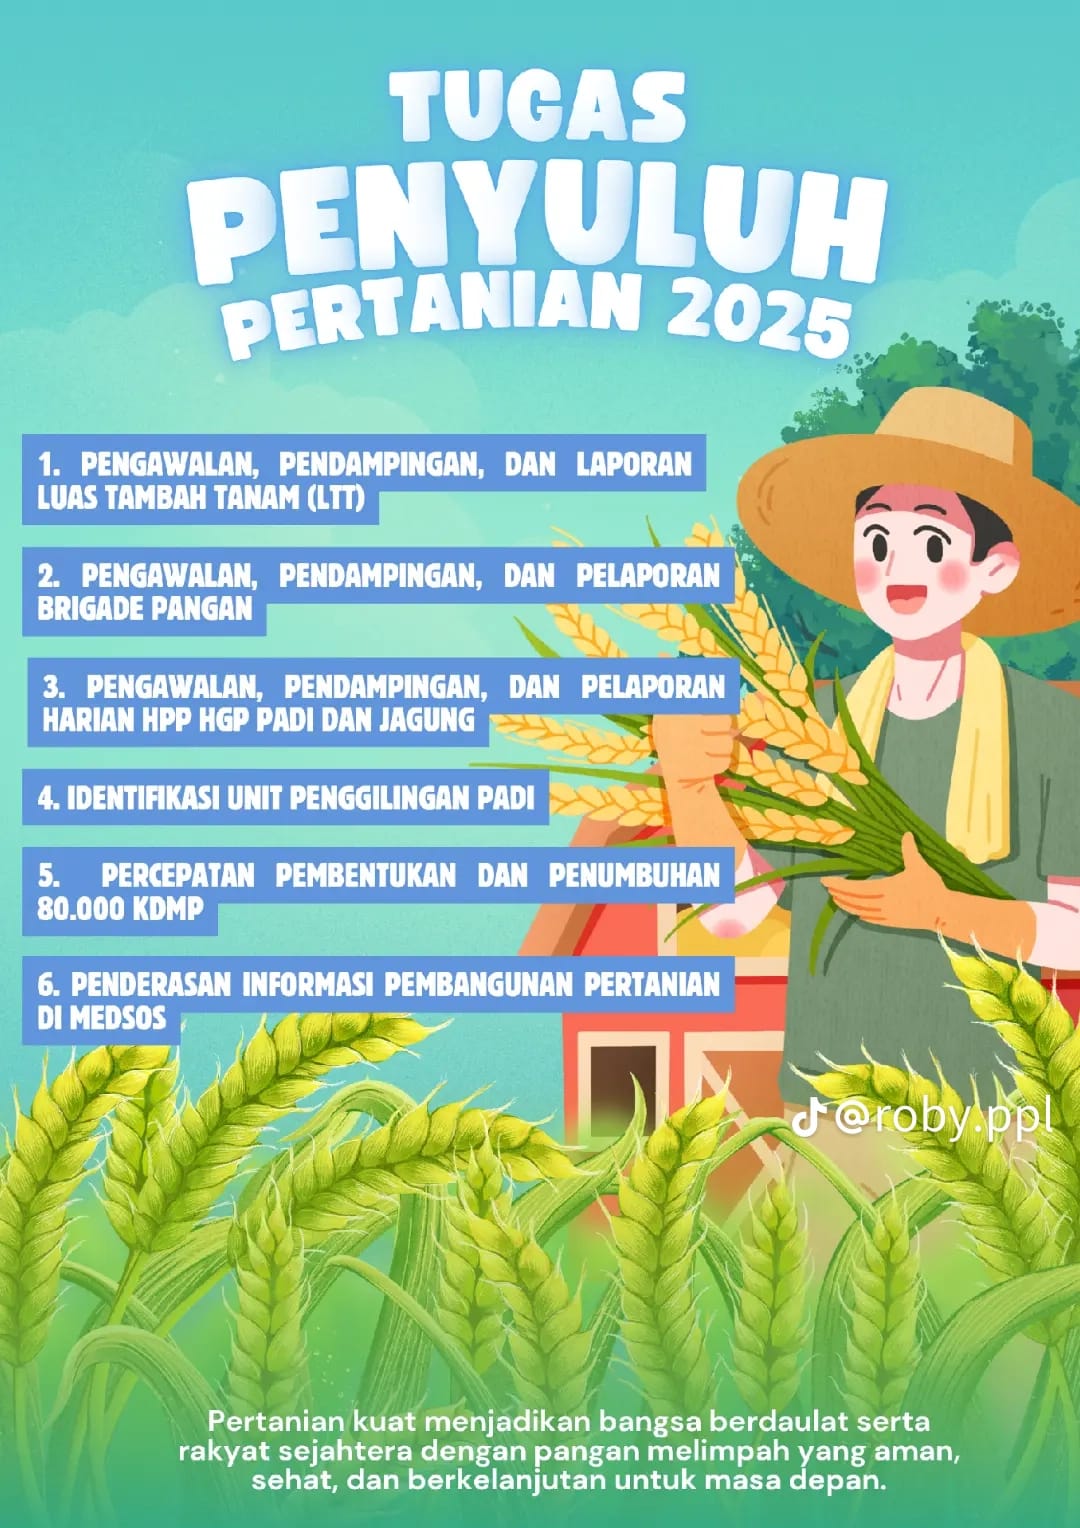 TUGAS
PENYULUH
PERTANIAN 2025
1. PENGAWALAN, PENDAMPINGAN, DAN LAPORAN
LUAS TAMBAH TANAM (LTT)
2. PENGAWALAN, PENDAMPINGAN, DAN PELAPORAN
BRIGADE PANGAN
3. PENGAWALAN, PENDAMPINGAN, DAN PELAPORAN
HARIAN HPP HGP PADI DAN JAGUNG
4. IDENTIFIKASI UNIT PENGGILINGAN PADI
5. PERCEPATAN PEMBENTUKAN DAN PENUMBUHAN
80.000 KDMP
6. PENDERASAN INFORMASI PEMBANGUNAN PERTANIAN
DI MEDSOS
@roby.ppl
Pertanian kuat menjadikan bangsa berdaulat serta
rakyat sejahtera dengan pangan melimpah yang aman,
sehat, dan berkelanjutan untuk masa depan.